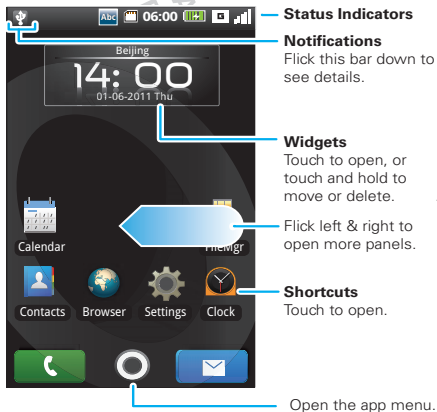 Abc 06:00
Status Indicators
Notifications
Flick this bar down to
see details.
Beijing
14: 00
01-06-2011 Thu
Widgets
Touch to open, or
touch and hold to
move or delete.
Calendar
FileMgr
Flick left & right to
open more panels.
Contacts Browser Settings Clock
Shortcuts
Touch to open.
Open the app menu.